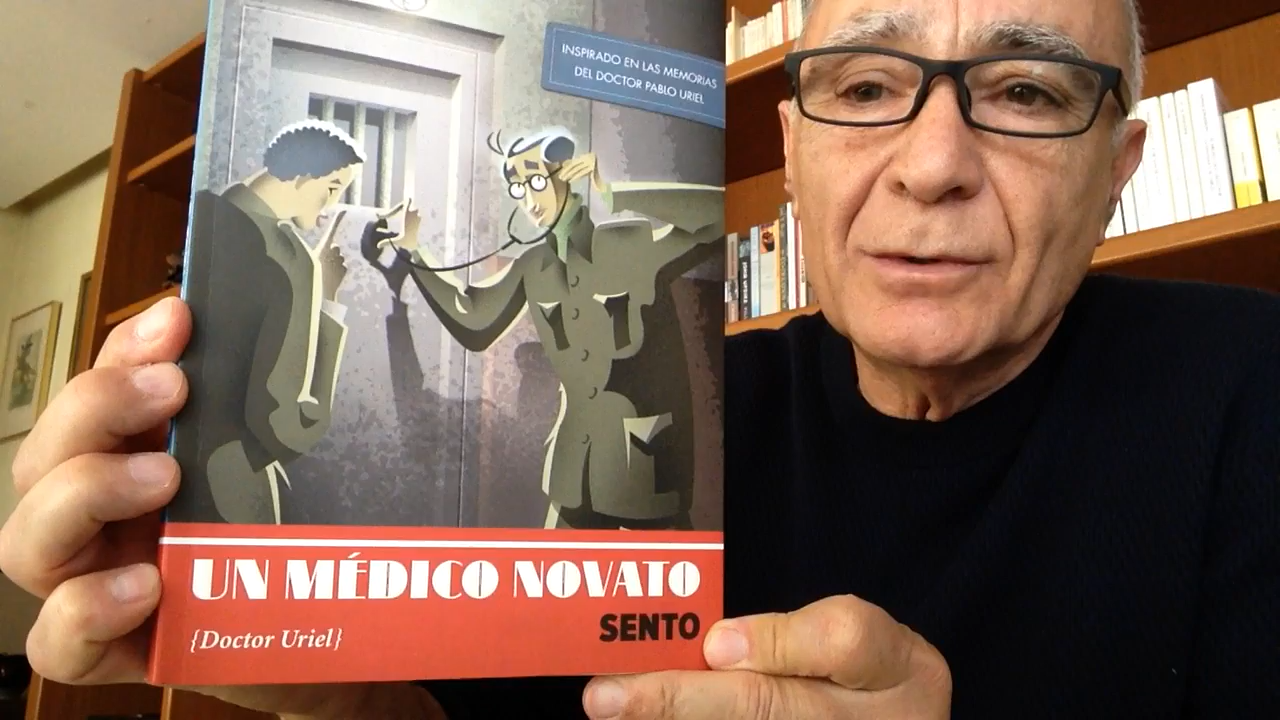 INSPIRADO EN LAS MEMORIAS
DEL DOCTOR PABLO URIEL
UN MÉDICO NOVATO
SENTO
{Doctor Uriel}